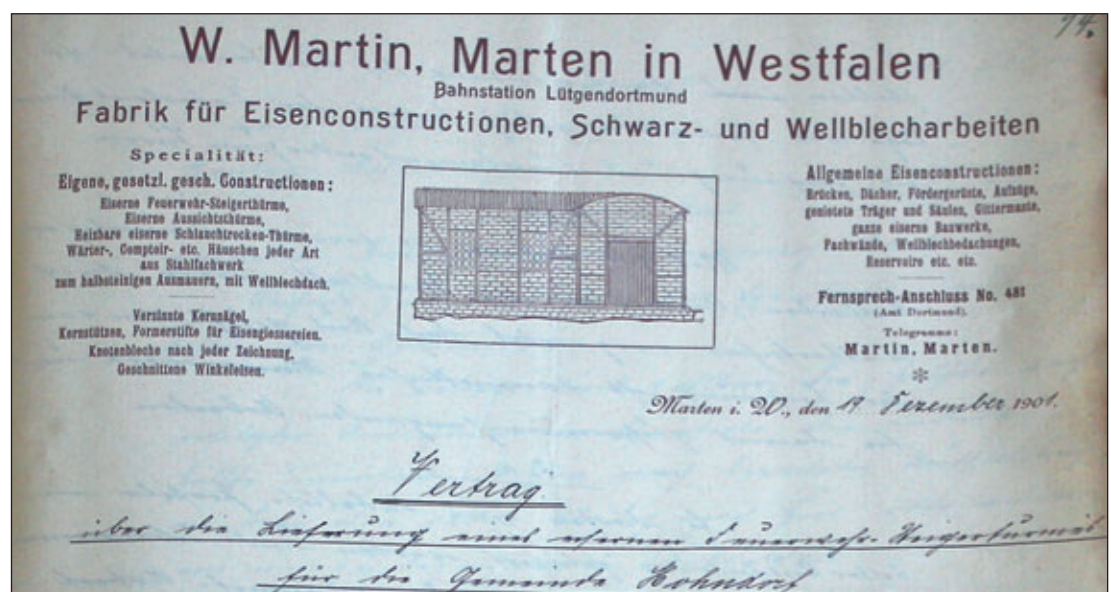 94.
W. Martin, Marten in Westfalen
Bahnstation Lütgendortmund
Fabrik für Eisenconstructionen, Schwarz- und Wellblecharbeiten
Specialität:
Eigene, gesetzl. gesch. Constructionen:
Eiserne Feuerwehr-Steigerthürme,
Eiserne Aussichtsthürme,
Heizbare eiserne Schlauchtrocken-Thürme,
Wärter-, Comptoir- etc. Häuschen jeder Art
aus Stahlfachwerk
zum halbsteinigen Ausmauern, mit Wellblechdach.
Verzinnte Kernnägel,
Kernstützen, Formerstifte für Eisengiessereien.
Knotenbleche nach jeder Zeichnung,
Geschnittene Winkeleisen.
Allgemeine Eisenconstructionen:
Brücken, Dächer, Fördergerüste, Aufzüge,
genietete Träger und Säulen, Gittermaste,
ganze eiserne Bauwerke,
Fachwände, Wellblechbedachungen,
Reservoire etc. etc.
Fernsprech-Anschluss No. 481
(Amt Dortmund).
Telegramme:
Martin, Marten.
Marten i. W., den Dezember 1901.
Vertrag
über die Lieferung eines eisernen Feuerwehr-Steigerturmes
für die Gemeinde Hohndorf